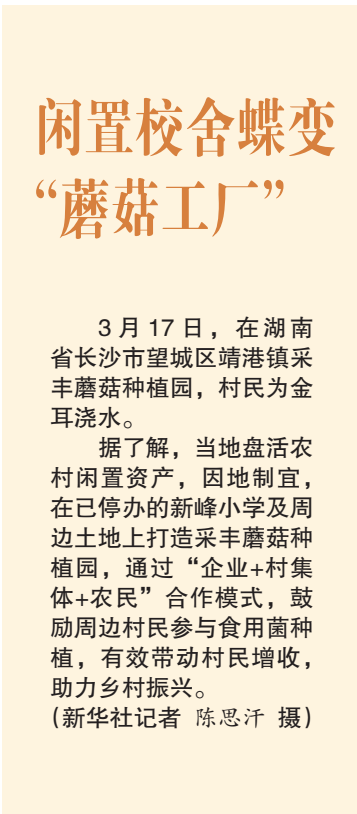 闲置校舍蝶变
“蘑菇工厂”
3月17日，在湖南
省长沙市望城区靖港镇采
丰蘑菇种植园，村民为金
耳浇水。
据了解，当地盘活农
村闲置资产，因地制宜，
在已停办的新峰小学及周
边土地上打造采丰蘑菇种
植园，通过“企业+村集
体+农民”合作模式，鼓
励周边村民参与食用菌种
植，有效带动村民增收，
助力乡村振兴。
（新华社记者 陈思汗 摄）